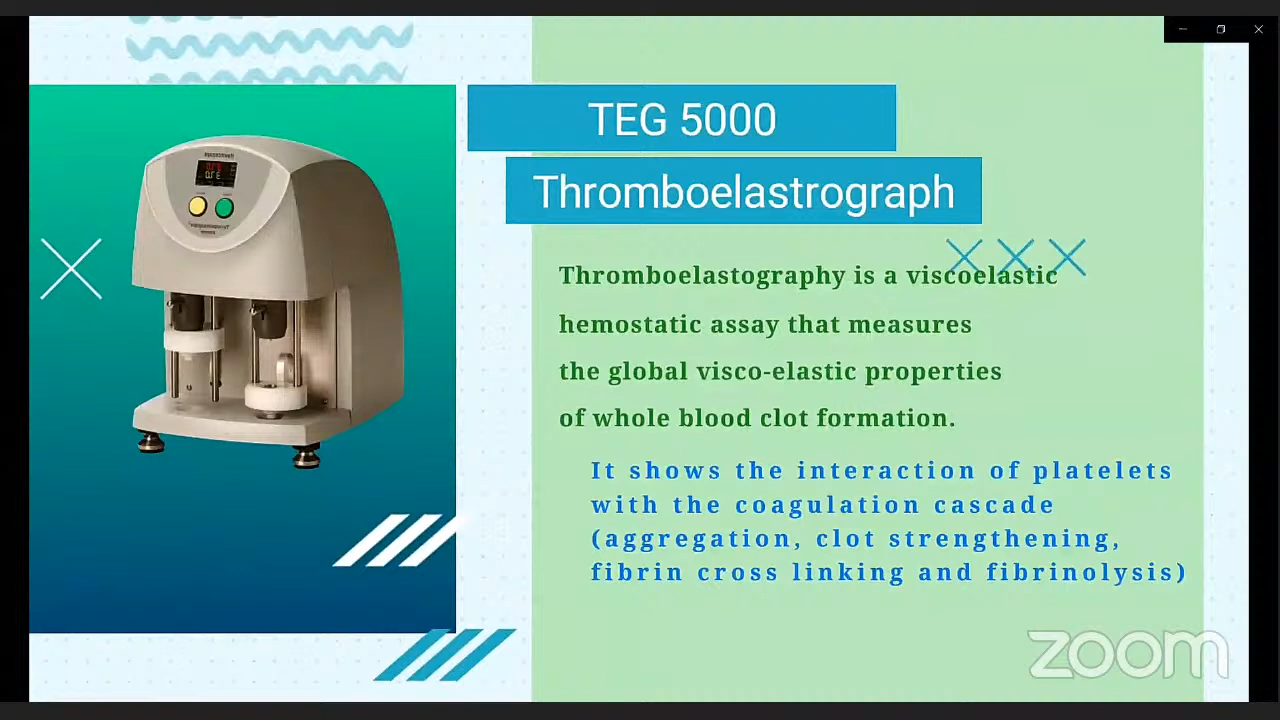 TEG 5000
Thromboelastrograph
Thromboelastography is a viscoelastic
hemostatic assay that measures
the global visco-elastic properties
of whole blood clot formation.
It shows the interaction of platelets
with the coagulation cascade
(aggregation, clot strengthening,
fibrin cross linking and fibrinolysis)
zoom